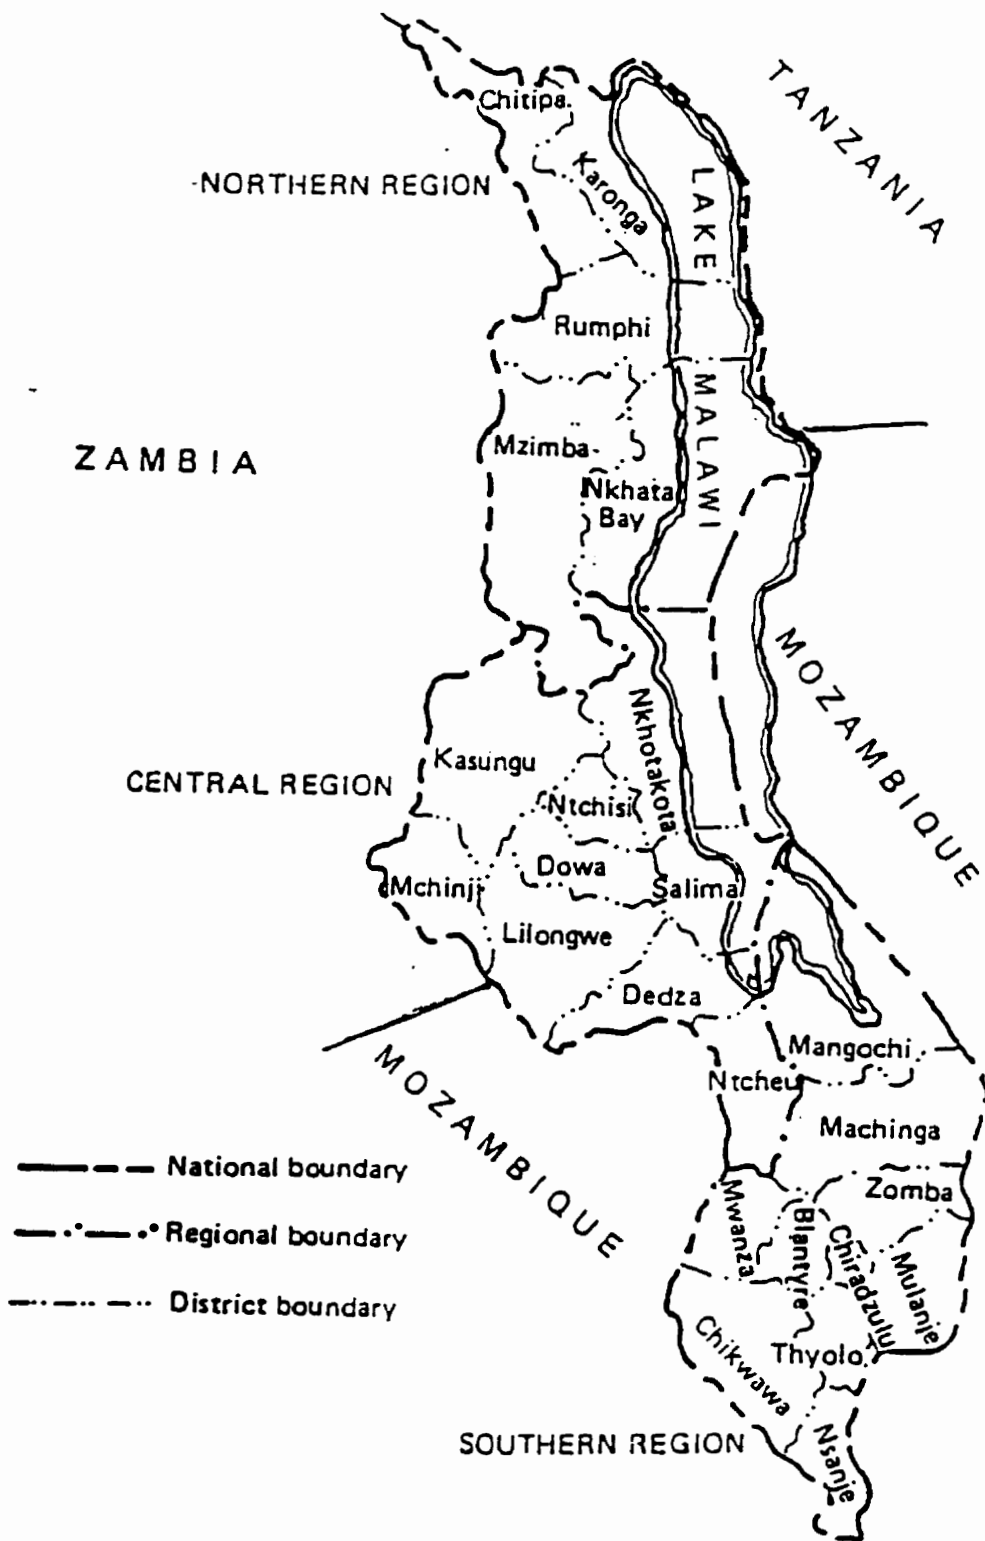 TANZANIA
Chitipa
NORTHERN REGION
Karonga
LAKE
MALAWI
Rumphi
ZAMBIA
Mzimba
Nkhata
Bay
MOZAMBIQUE
Nkhotakota
Kasungu
CENTRAL REGION
Ntchisi
Dowa
Mchinji
Salima
Lilongwe
Dedza
Mangochi
MOZAMBIQUE
Ntcheu
Machinga
National boundary
Zomba
Mwanza
Blantyre
Chiradzulu
Mulanje
Regional boundary
District boundary
Thyolo
Chikwawa
SOUTHERN REGION
Nsanje